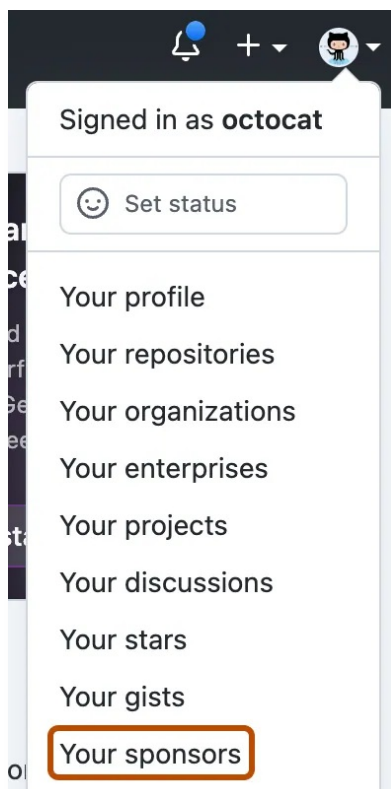 Signed in as octocat
Set status
Your profile
Your repositories
Your organizations
Your enterprises
Your projects
Your discussions
Your stars
Your gists
Your sponsors